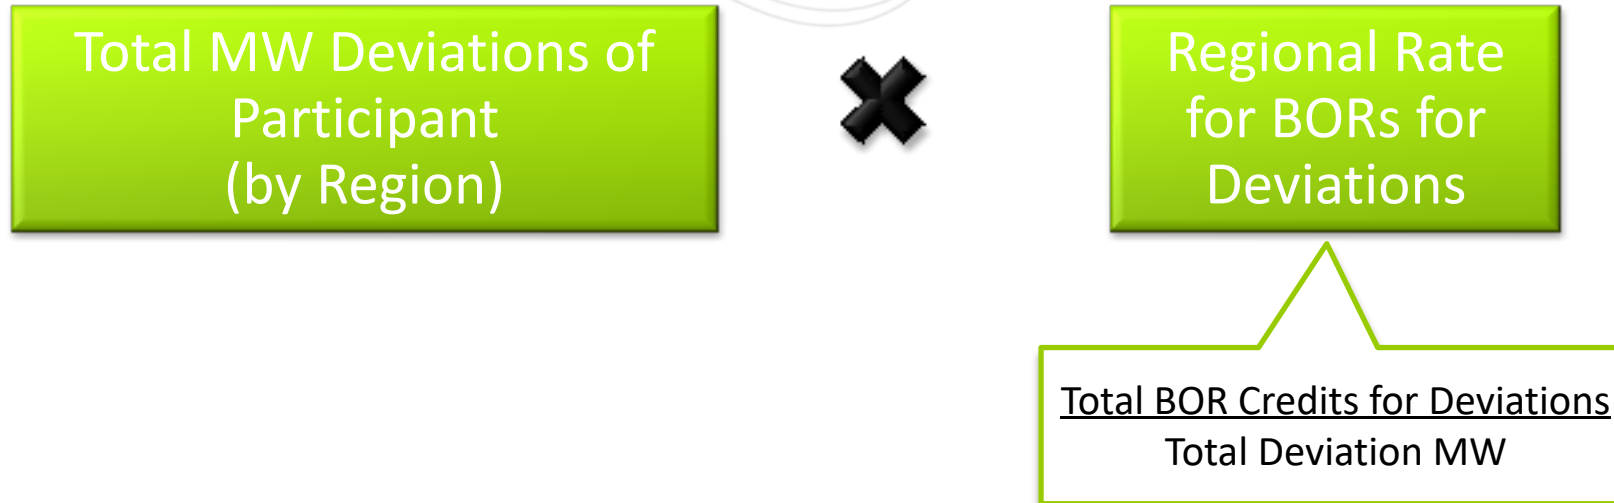 Total MW Deviations of
Participant
(by Region)
Regional Rate
for BORs for
Deviations
Total BOR Credits for Deviations
Total Deviation MW